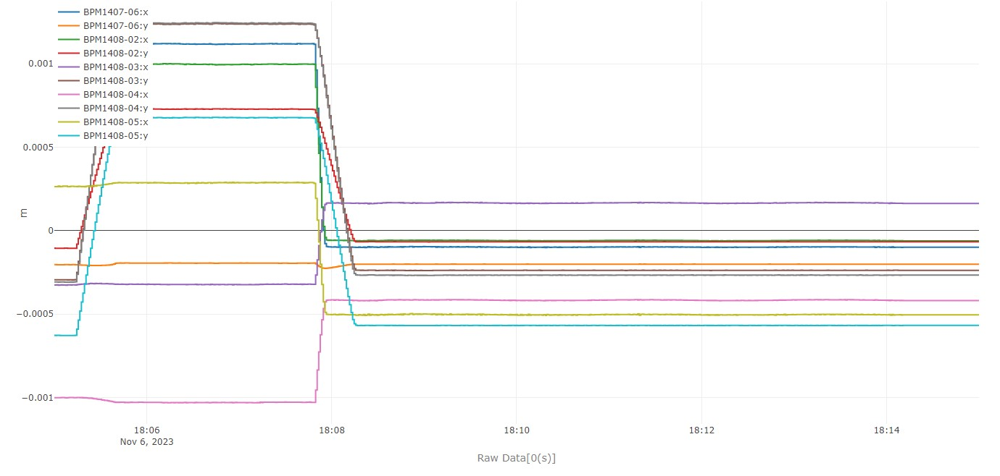 BPM1407-06:x
BPM1407-06:y
BPM1408-02:x
BPM1408-02:y
BPM1408-03:x
BPM1408-03:y
BPM1408-04:x
BPM1408-04:y
BPM1408-05:x
BPM1408-05:y
0.001
0.0005
0
−0.0005
−0.001
m
18:06
Nov 6, 2023
18:08
18:10
18:12
18:14
Raw Data[0(s)]